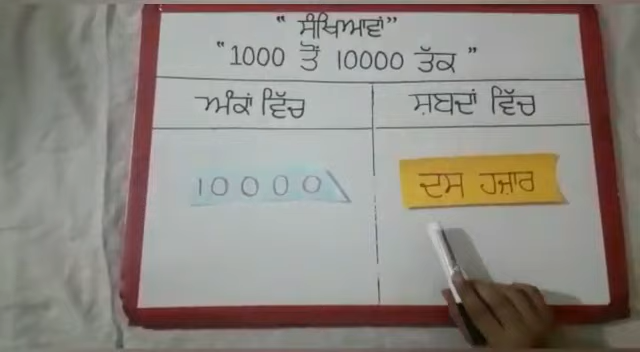 " ਸੰਖਿਆਵਾਂ"
" 1000 ਤੋਂ 10000 ਤੱਕ "
ਅੰਕਾਂ ਵਿੱਚ
ਸ਼ਬਦਾਂ ਵਿੱਚ
10000
ਦਸ ਹਜ਼ਾਰ